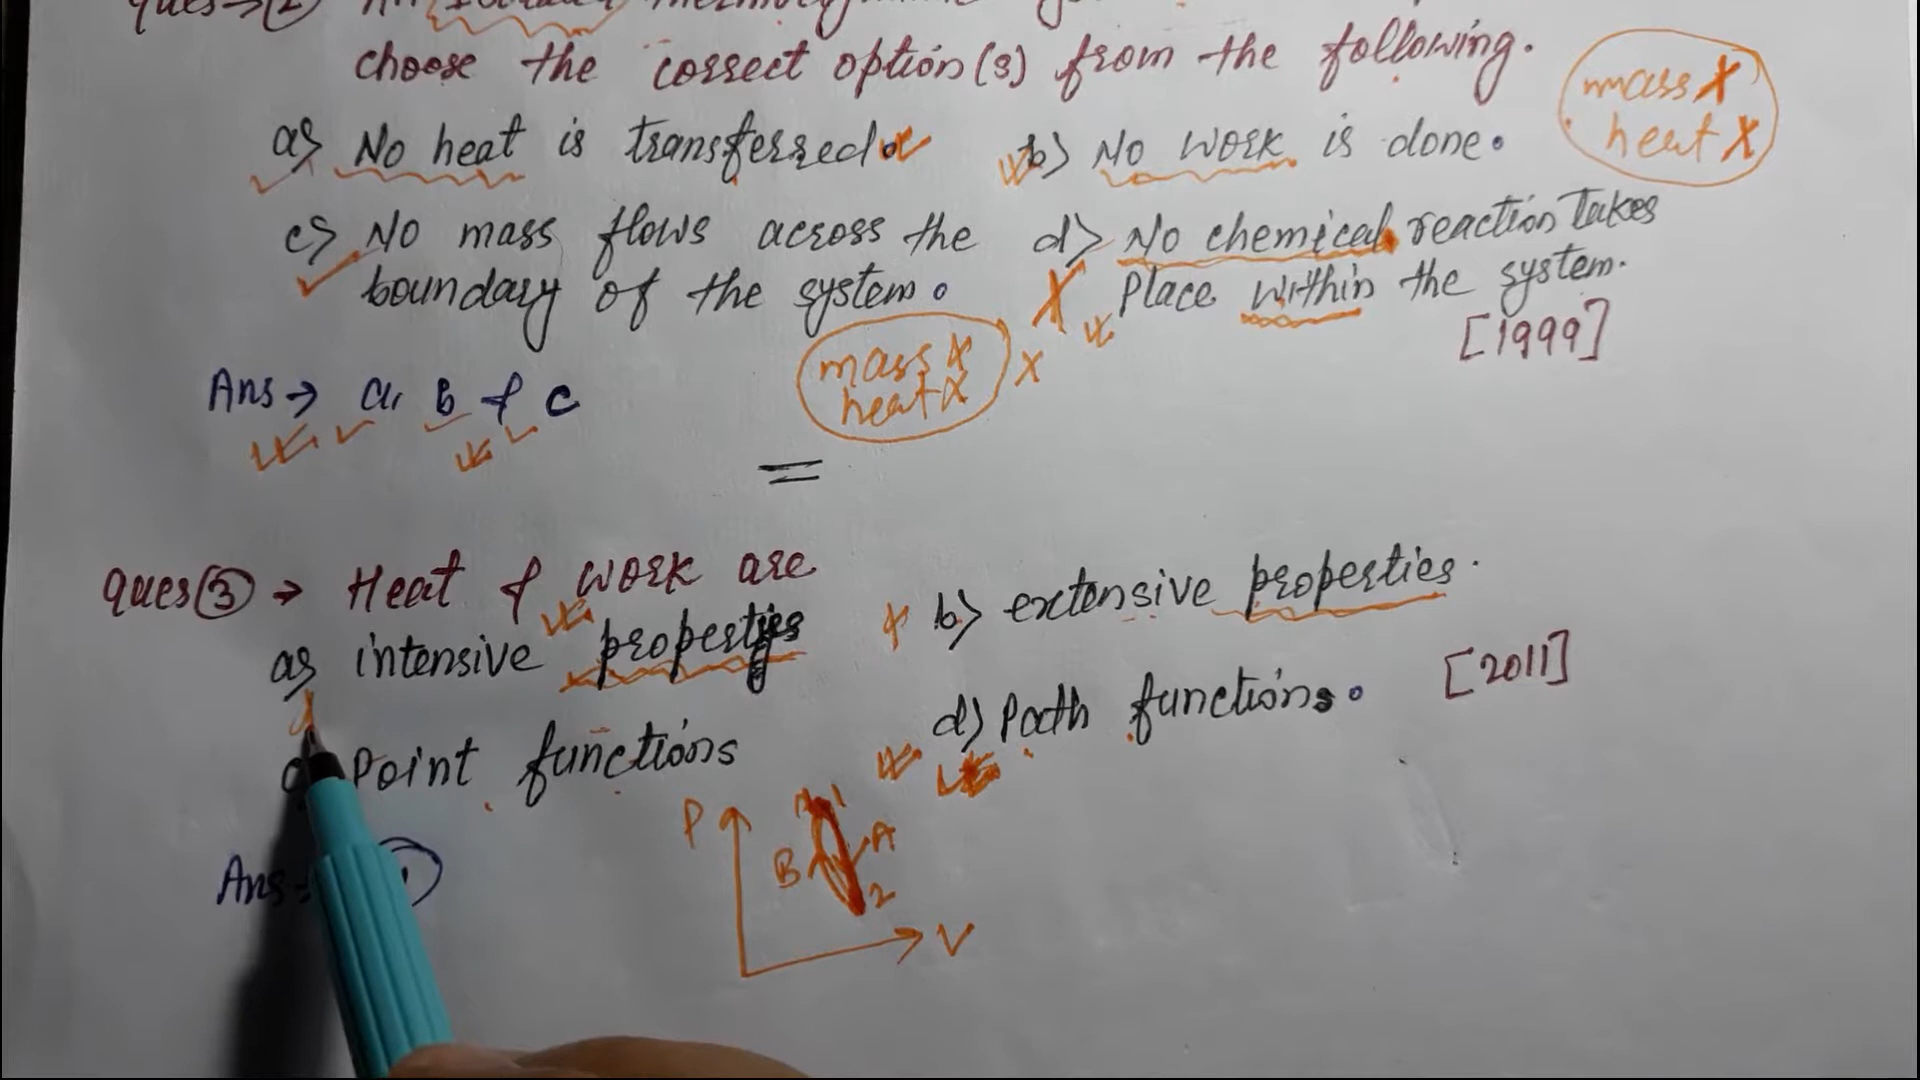 choose the correct option(s) from the following.
mass X
heat X
a) No heat is transferred.
b) No work is done.
c) No mass flows across the
boundary of the system.
d) No chemical reaction Takes
Place within the system.
[1999]
mass X
heat X
X
Ans → a, B & C
=
Ques ③ → Heat & work are
a) intensive properties
b) extensive properties.
[2011]
Point functions
d) Path functions.
P
1
B
A
2
V
Ans